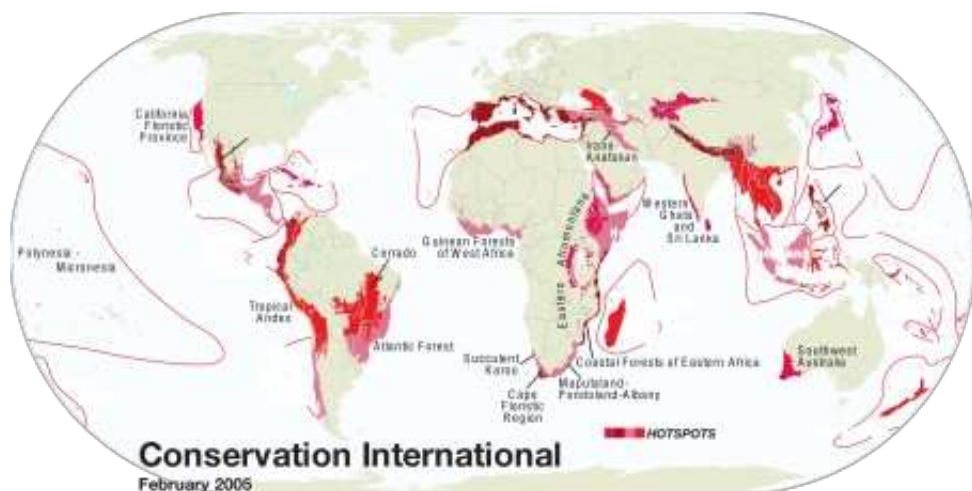 California
Floristic
Province
Polynesia -
Micronesia
Tropical
Andes
Cerrado
Atlantic Forest
Guinean Forests
of West Africa
Eastern Afromontane
Irano-
Anatolian
Western
Ghats
and
Sri Lanka
Succulent
Karoo
Cape
Floristic
Region
Coastal Forests of Eastern Africa
Maputaland-
Pondoland-Albany
Southwest
Australia
HOTSPOTS
Conservation International
February 2005